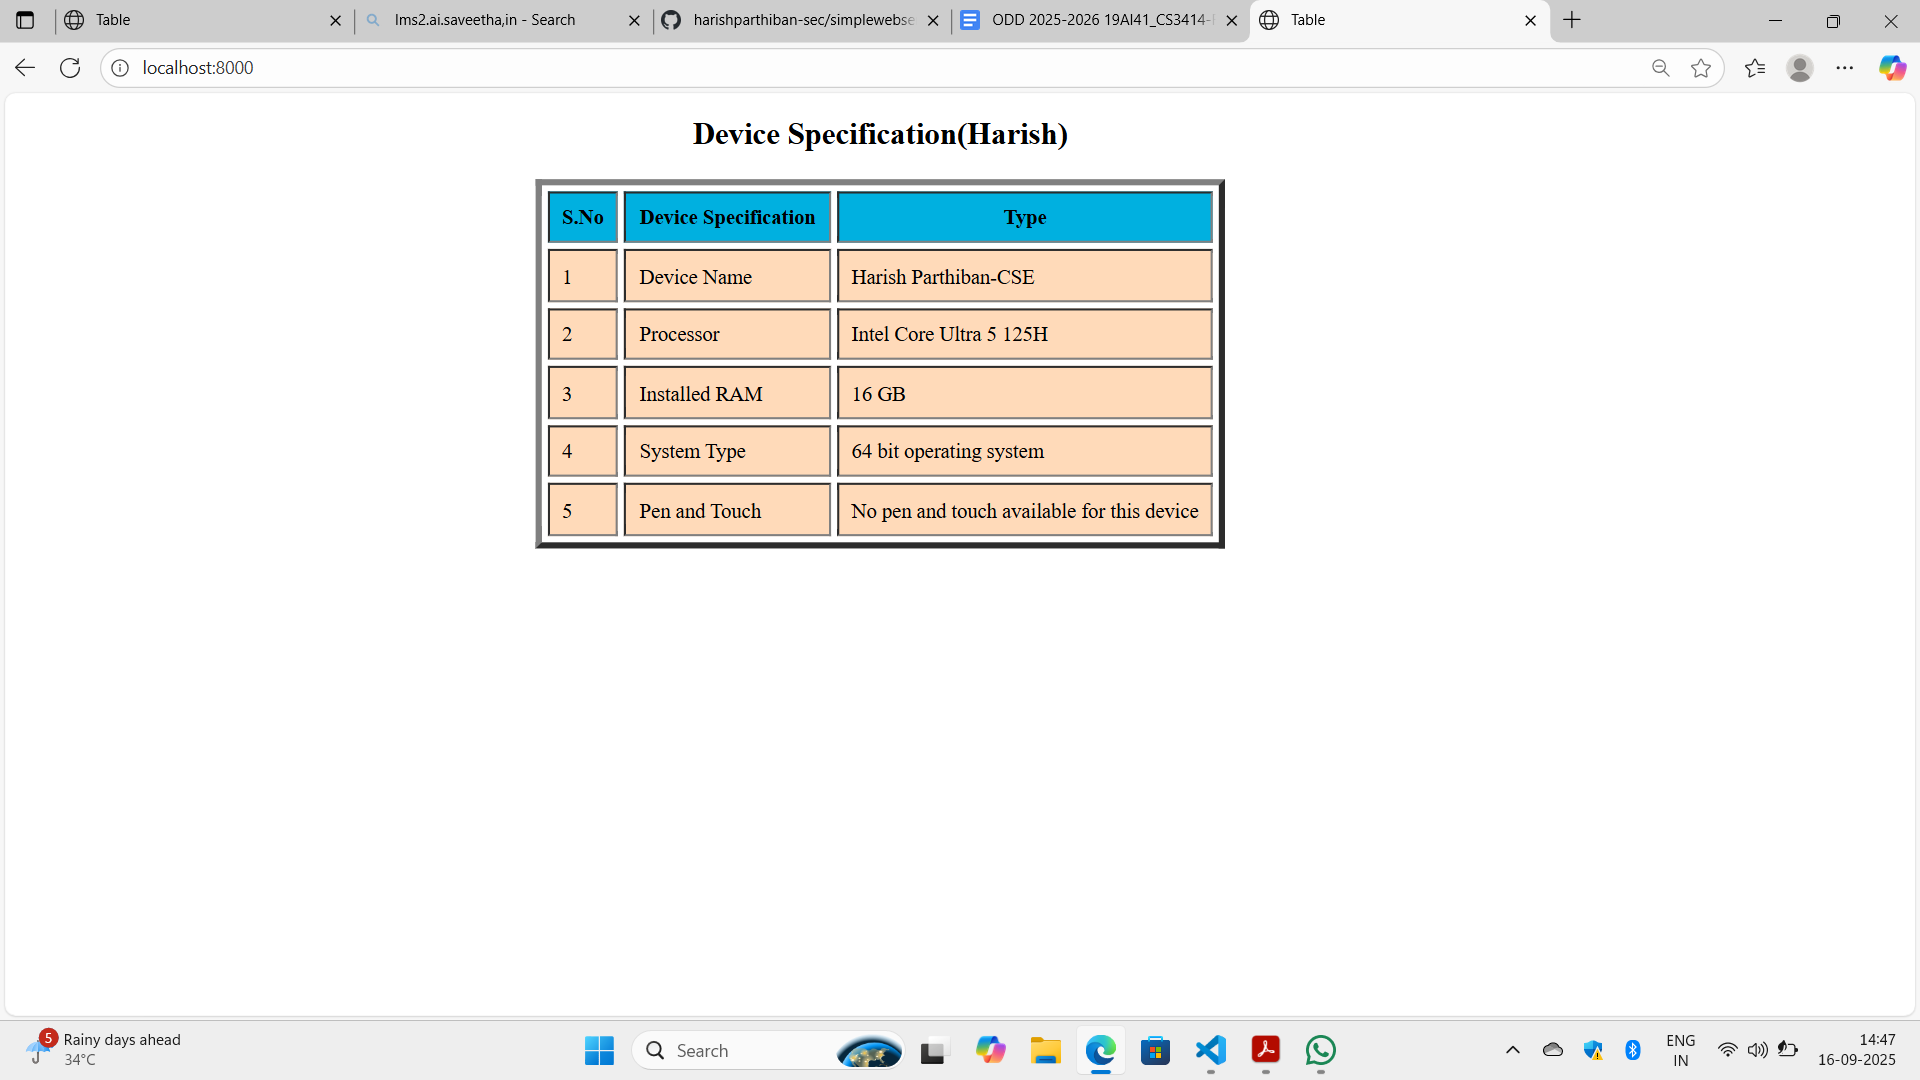 Table
lms2.ai.saveetha,in - Search
harishparthiban-sec/simplewebse
ODD 2025-2026 19AI41_CS3414-
Table
localhost:8000
Device Specification(Harish)
S.No Device Specification Type
1 Device Name Harish Parthiban-CSE
2 Processor Intel Core Ultra 5 125H
3 Installed RAM 16 GB
4 System Type 64 bit operating system
5 Pen and Touch No pen and touch available for this device
5
Rainy days ahead
34°C
Search
ENG
IN
14:47
16-09-2025